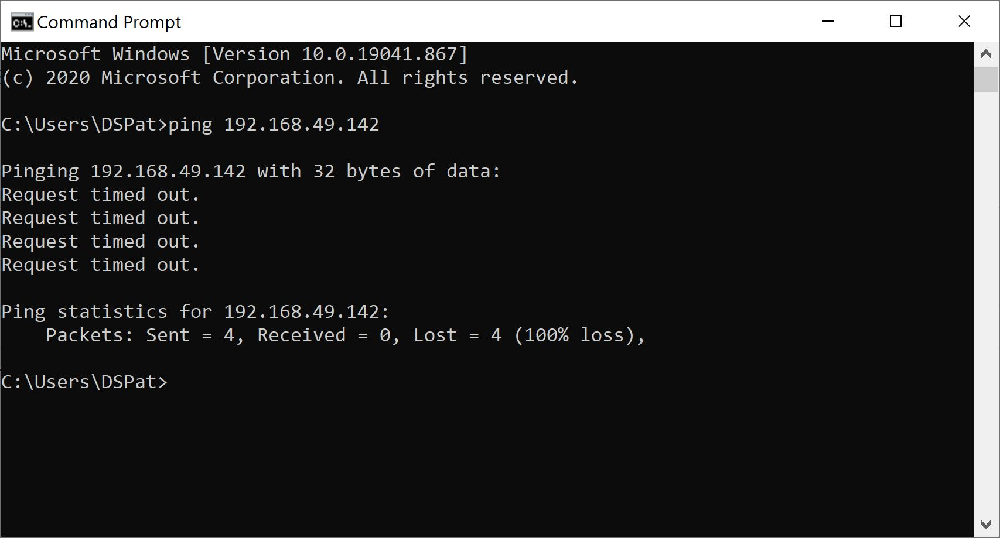 Command Prompt
Microsoft Windows [Version 10.0.19041.867]
(c) 2020 Microsoft Corporation. All rights reserved.
C:\Users\DSPat>ping 192.168.49.142
Pinging 192.168.49.142 with 32 bytes of data:
Request timed out.
Request timed out.
Request timed out.
Request timed out.
Ping statistics for 192.168.49.142:
    Packets: Sent = 4, Received = 0, Lost = 4 (100% loss),
C:\Users\DSPat>